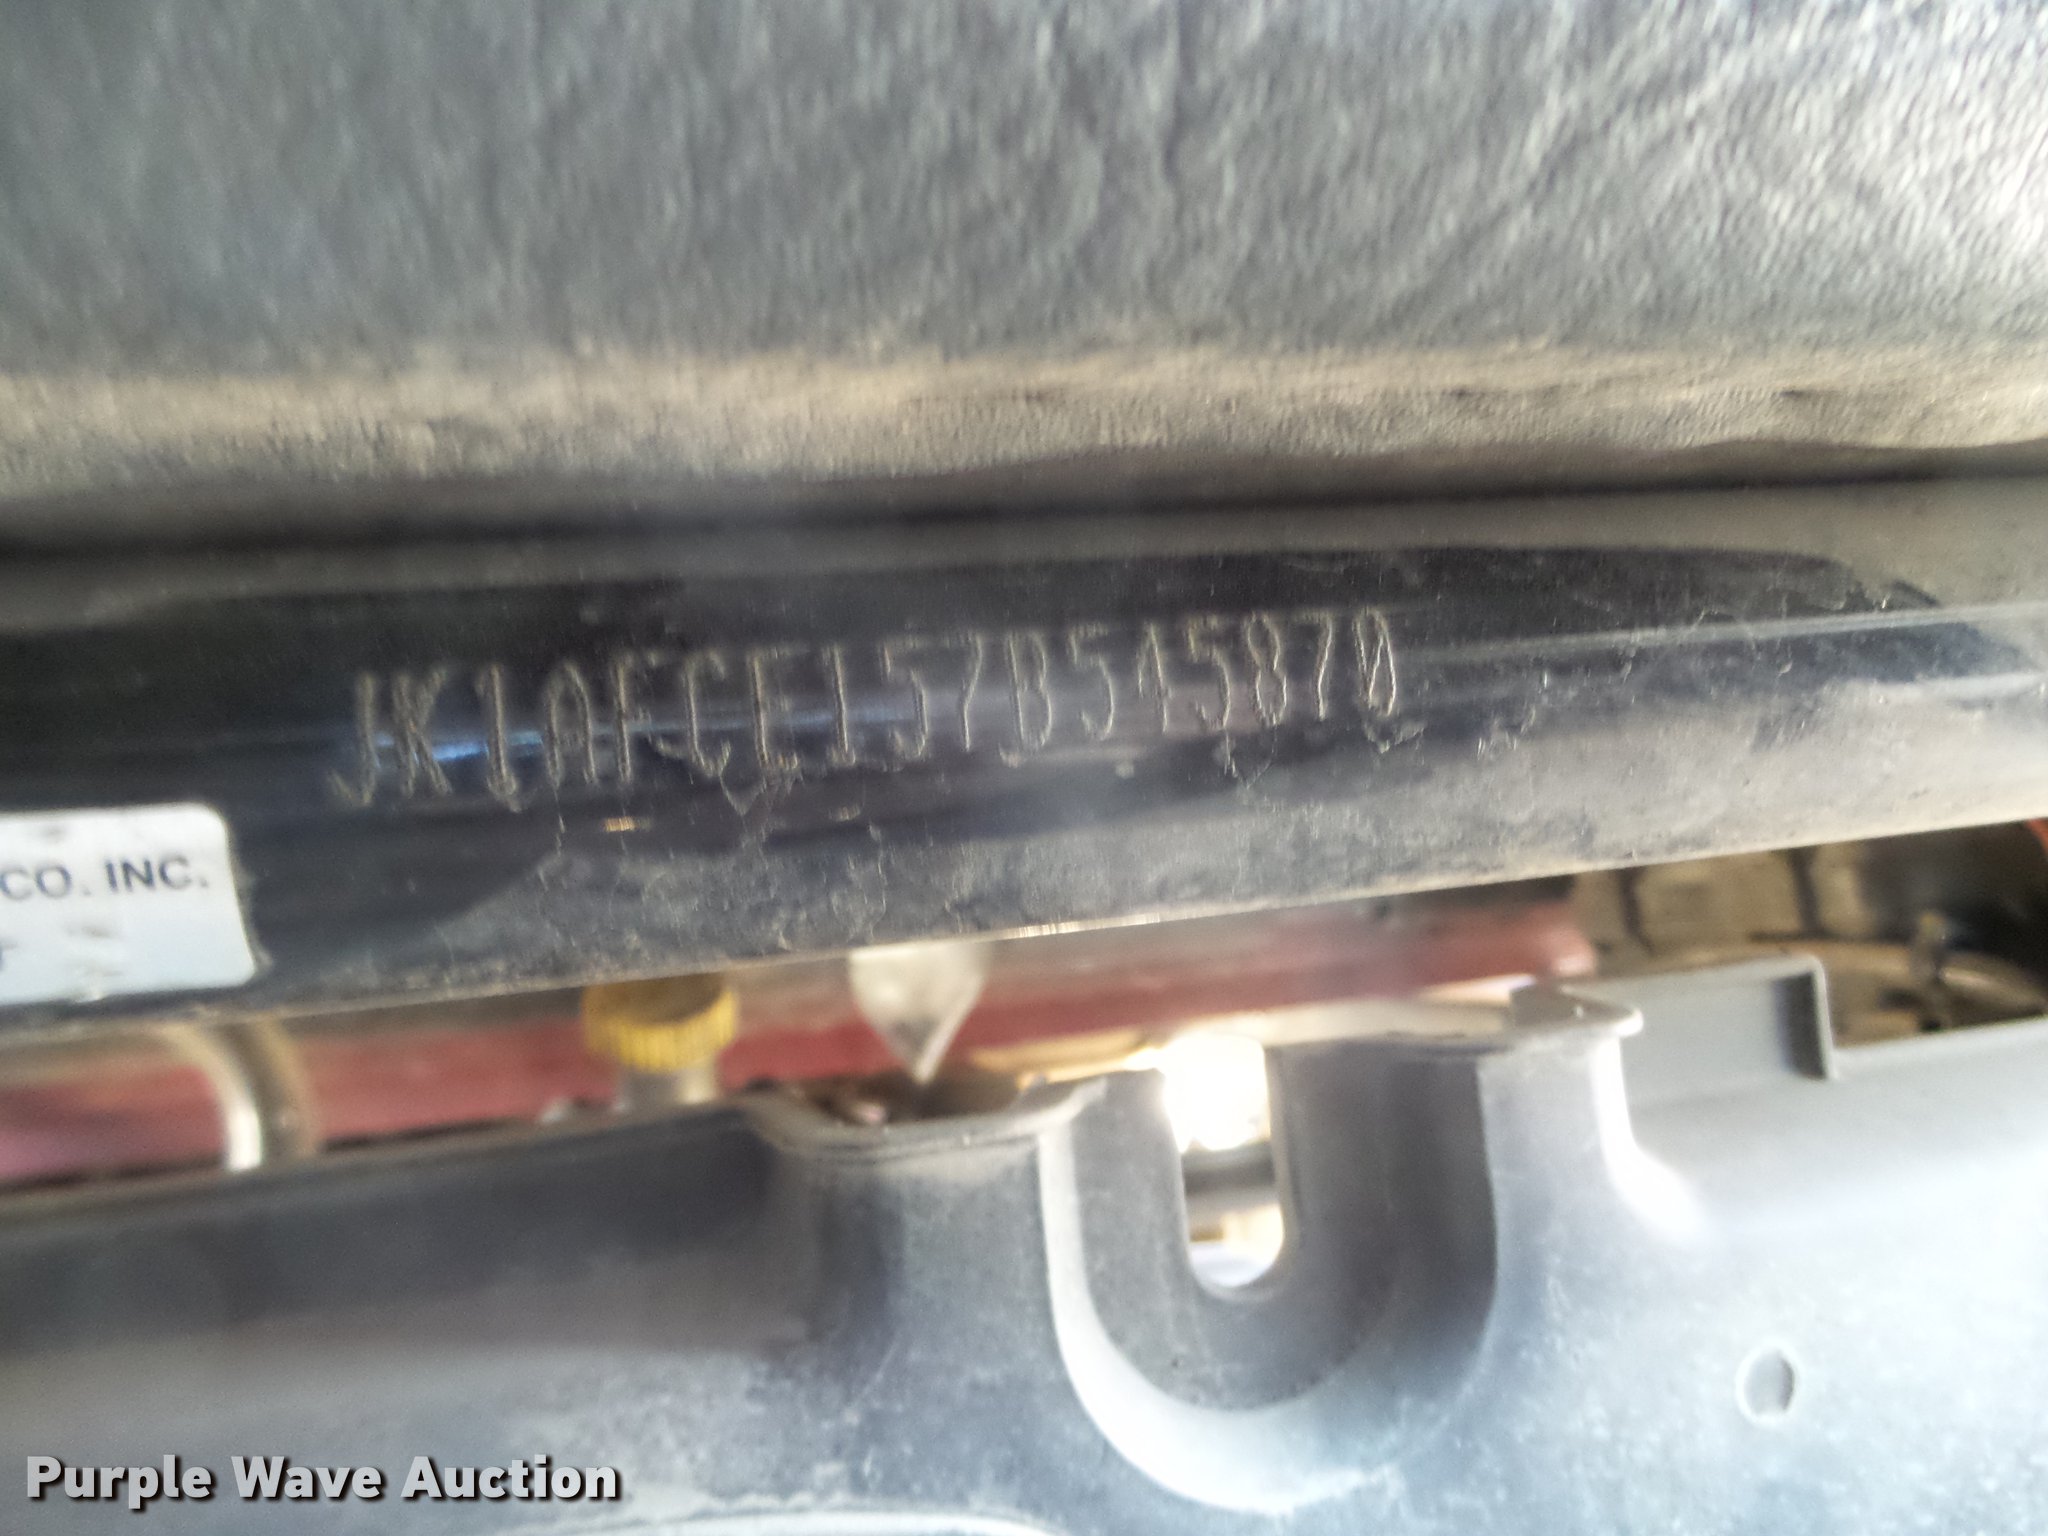 JK1AFCE157B545870
CO. INC.
Purple Wave Auction